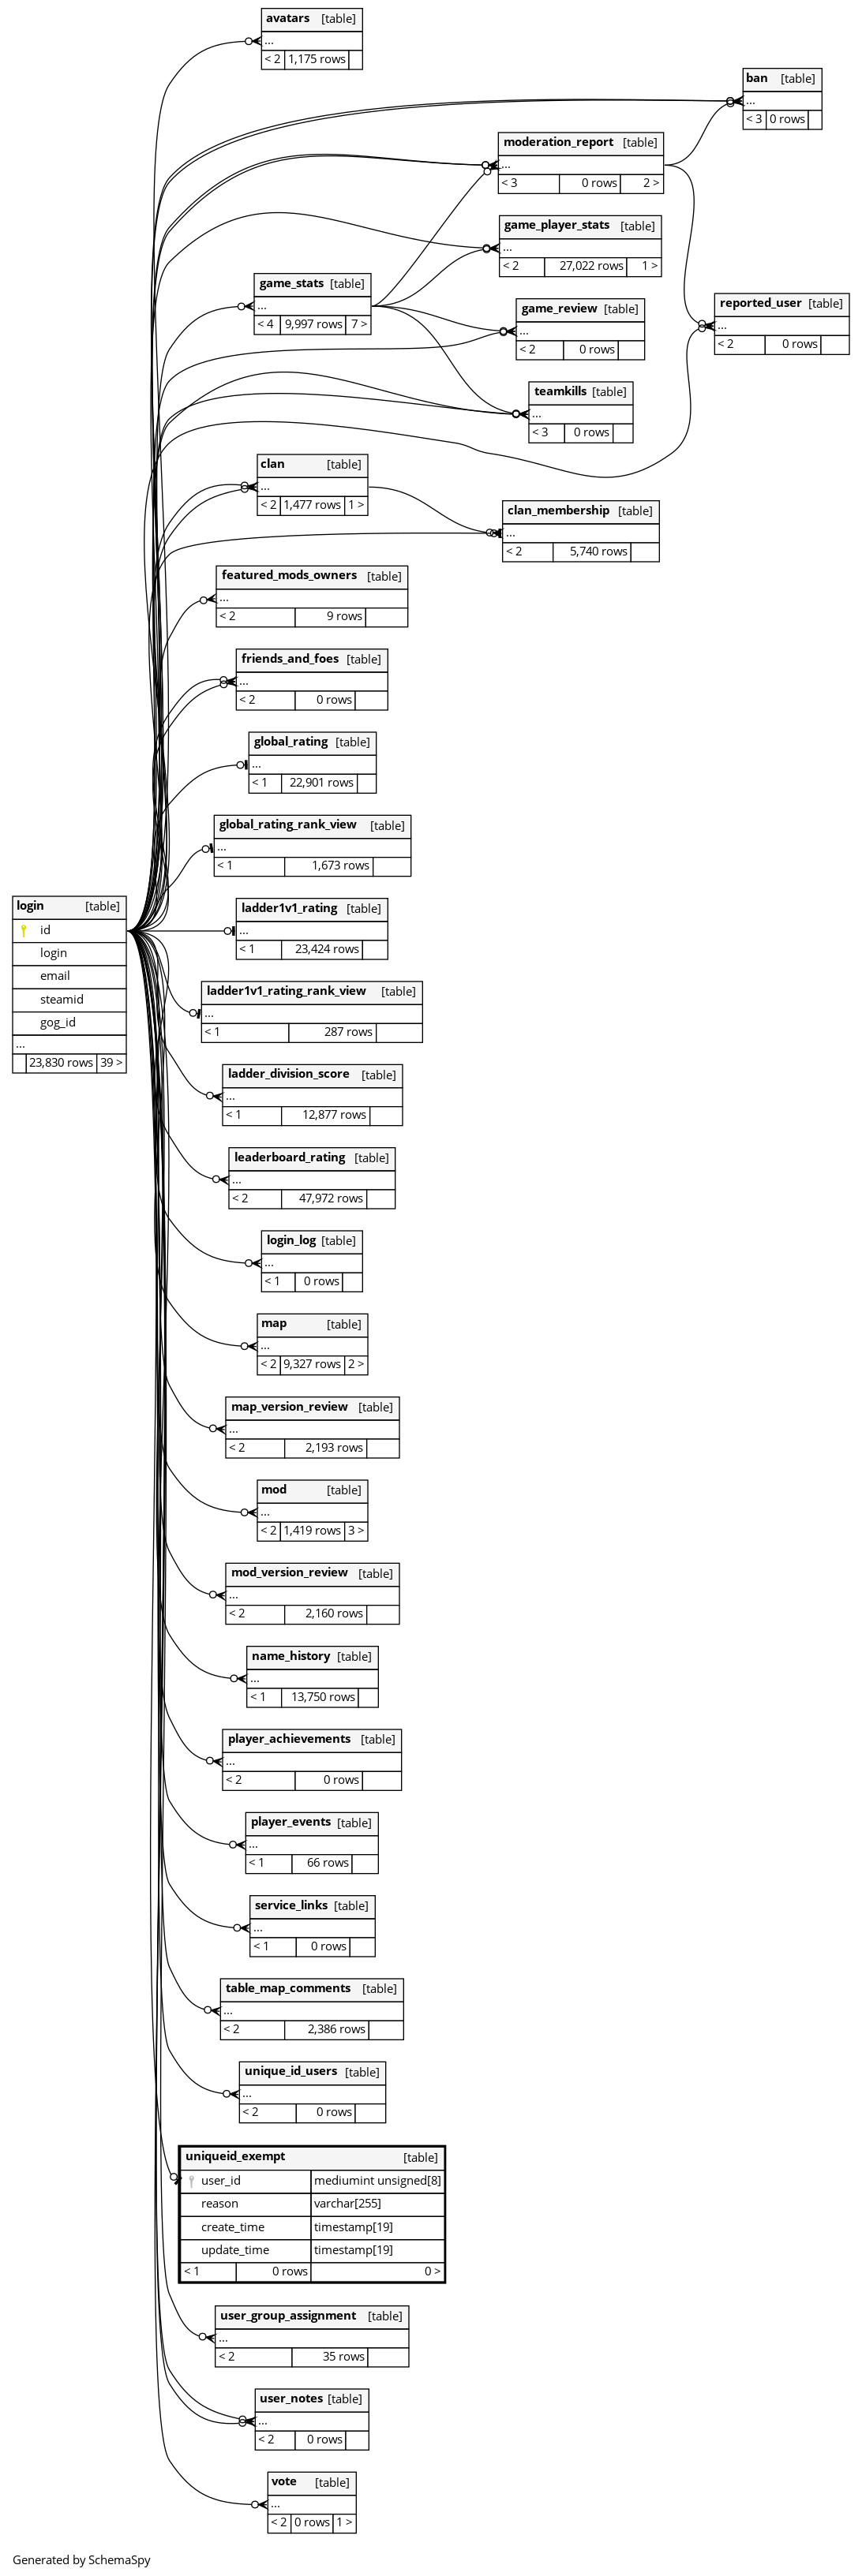 avatars [table]
...
< 2 1,175 rows
ban [table]
...
< 3 0 rows
moderation_report [table]
...
< 3 0 rows 2 >
game_player_stats [table]
...
< 2 27,022 rows 1 >
game_stats [table]
...
< 4 9,997 rows 7 >
game_review [table]
...
< 2 0 rows
reported_user [table]
...
< 2 0 rows
teamkills [table]
...
< 3 0 rows
clan [table]
...
< 2 1,477 rows 1 >
clan_membership [table]
...
< 2 5,740 rows
featured_mods_owners [table]
...
< 2 9 rows
friends_and_foes [table]
...
< 2 0 rows
global_rating [table]
...
< 1 22,901 rows
global_rating_rank_view [table]
...
< 1 1,673 rows
login [table]
id
login
email
steamid
gog_id
...
23,830 rows 39 >
ladder1v1_rating [table]
...
< 1 23,424 rows
ladder1v1_rating_rank_view [table]
...
< 1 287 rows
ladder_division_score [table]
...
< 1 12,877 rows
leaderboard_rating [table]
...
< 2 47,972 rows
login_log [table]
...
< 1 0 rows
map [table]
...
< 2 9,327 rows 2 >
map_version_review [table]
...
< 2 2,193 rows
mod [table]
...
< 2 1,419 rows 3 >
mod_version_review [table]
...
< 2 2,160 rows
name_history [table]
...
< 1 13,750 rows
player_achievements [table]
...
< 2 0 rows
player_events [table]
...
< 1 66 rows
service_links [table]
...
< 1 0 rows
table_map_comments [table]
...
< 2 2,386 rows
unique_id_users [table]
...
< 2 0 rows
uniqueid_exempt [table]
user_id mediumint unsigned[8]
reason varchar[255]
create_time timestamp[19]
update_time timestamp[19]
< 1 0 rows 0 >
user_group_assignment [table]
...
< 2 35 rows
user_notes [table]
...
< 2 0 rows
vote [table]
...
< 2 0 rows 1 >
Generated by SchemaSpy